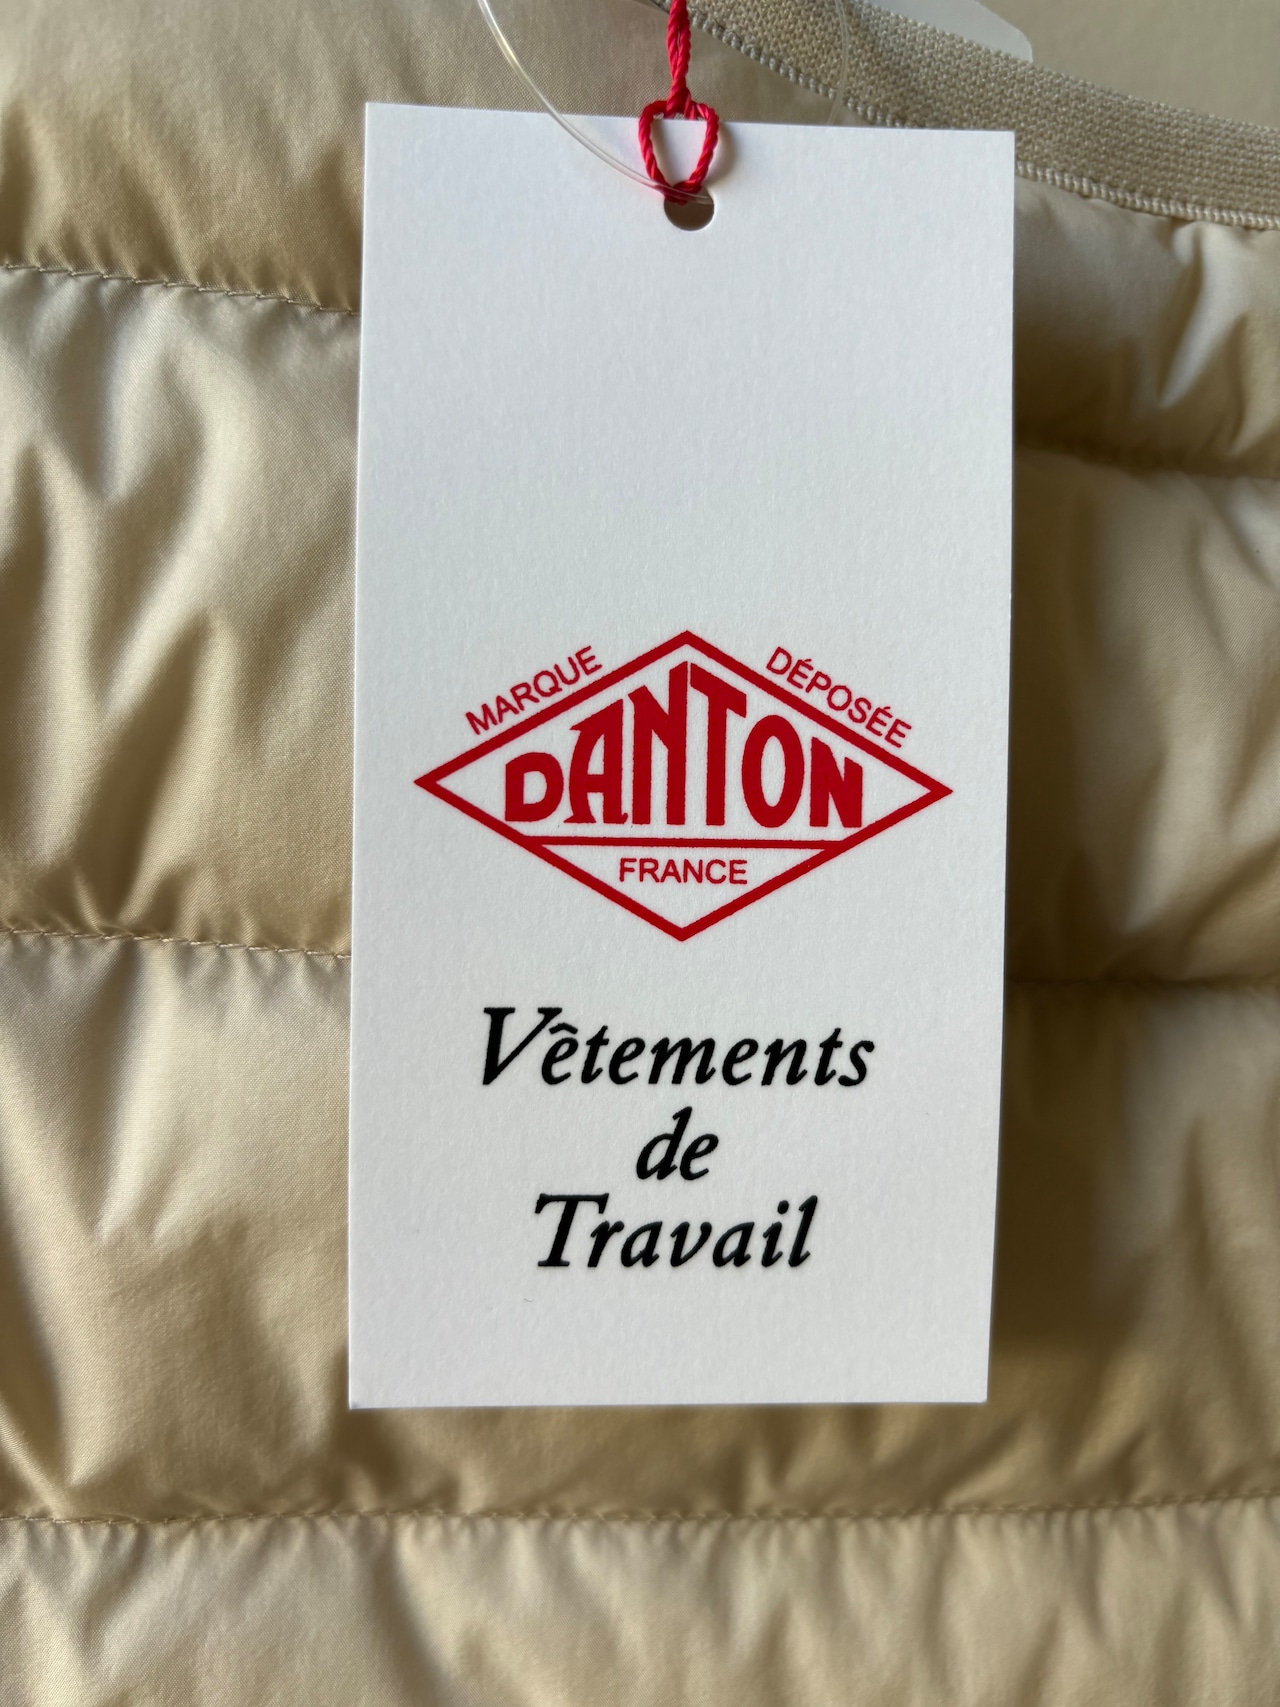 MARQUE DÉPOSÉE
DANTON
FRANCE
Vêtements
de
Travail